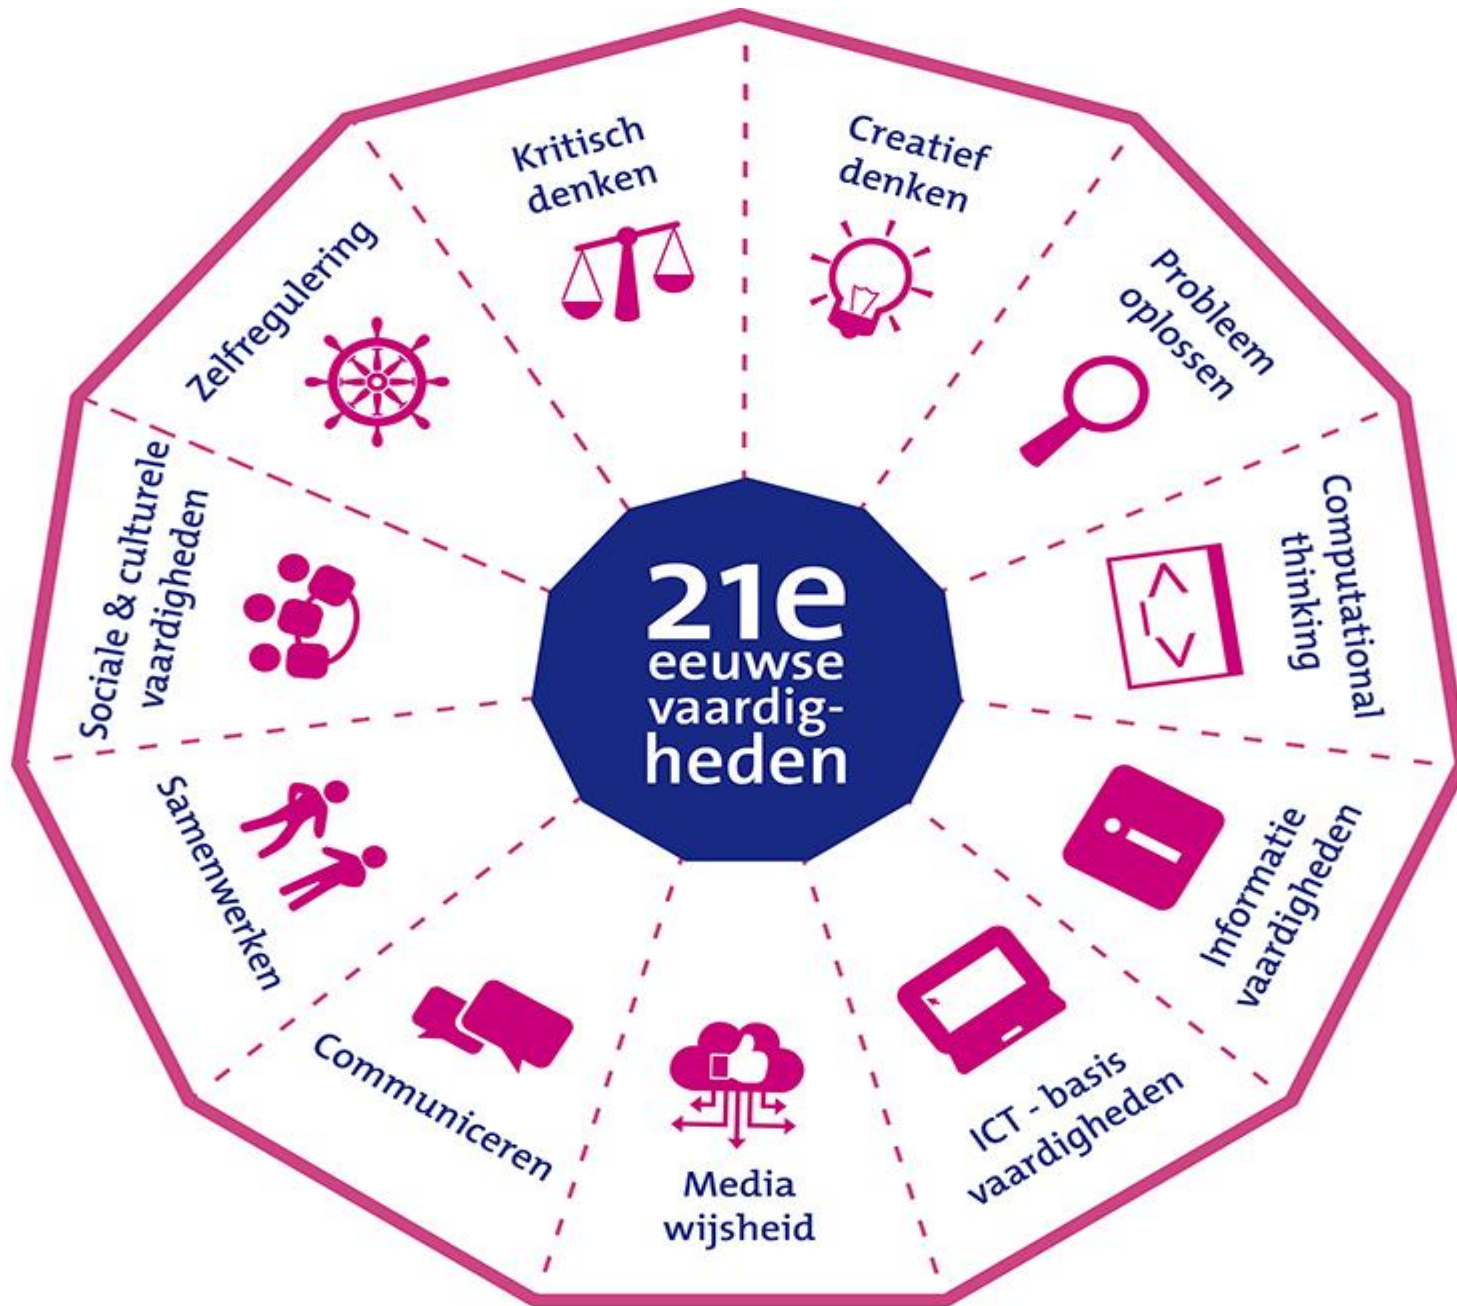 21e
eeuwse
vaardig-
heden
Kritisch
denken
Creatief
denken
Probleem
oplossen
Computational
thinking
Informatie
vaardigheden
ICT - basis
vaardigheden
Media
wijsheid
Communiceren
Samenwerken
Sociale & culturele
vaardigheden
Zelfregulering